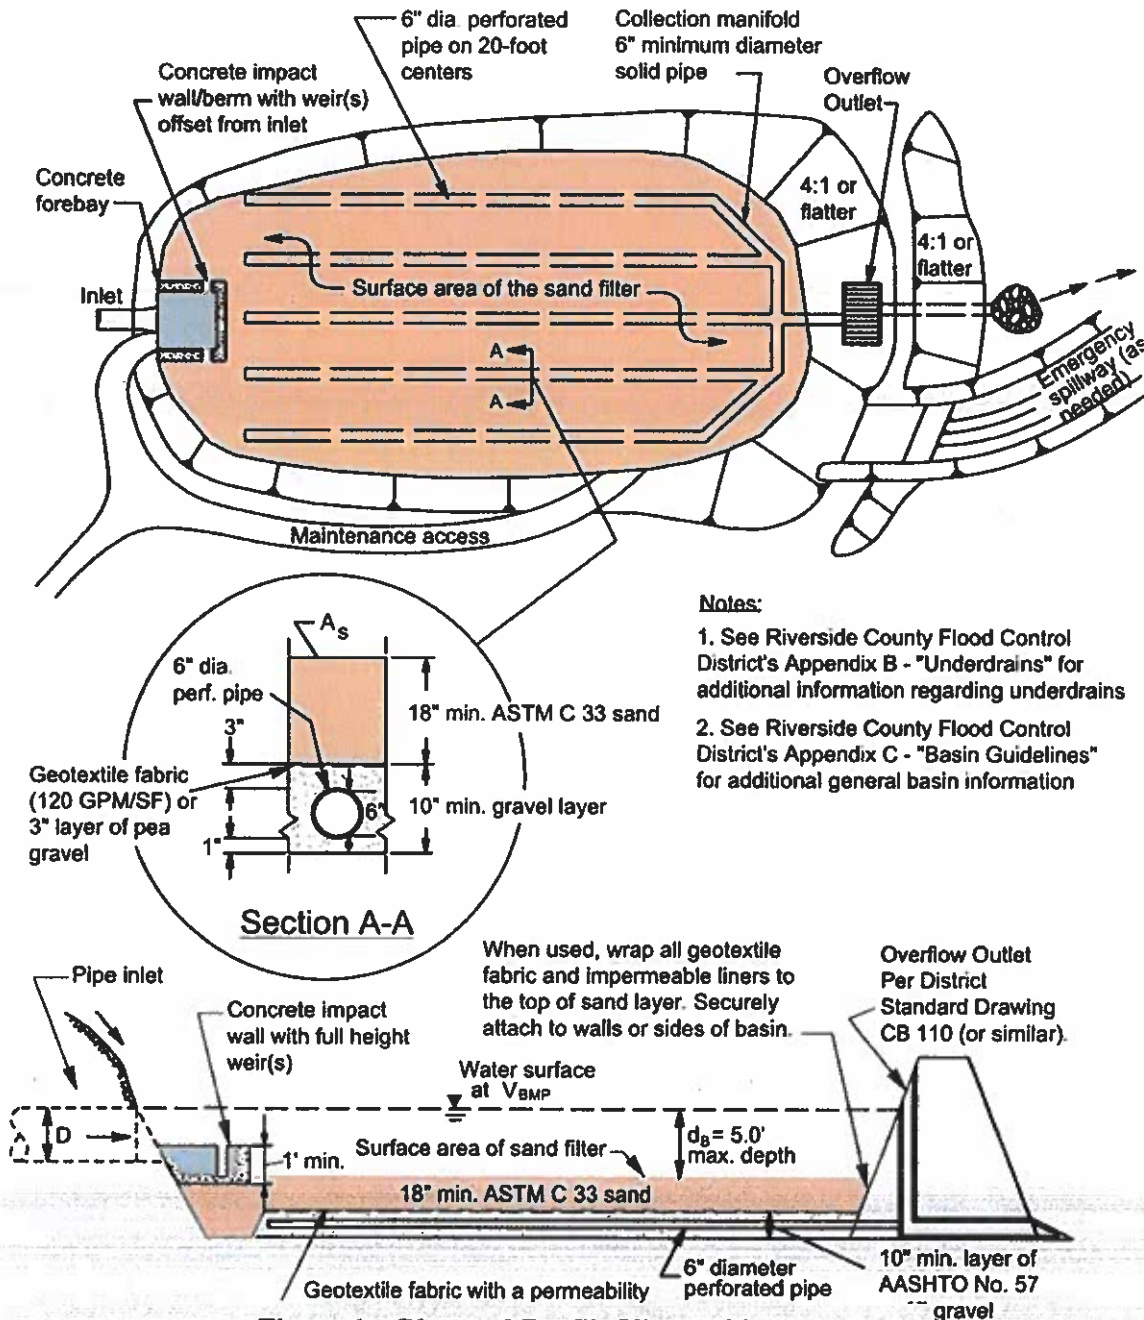 6" dia. perforated
pipe on 20-foot
centers
Collection manifold
6" minimum diameter
solid pipe
Concrete impact
wall/berm with weir(s)
offset from inlet
Overflow
Outlet
Concrete
forebay
4:1 or
flatter
4:1 or
flatter
Inlet
Surface area of the sand filter
A
A
Emergency
spillway (as
needed)
Maintenance access
Notes:
1. See Riverside County Flood Control
District's Appendix B - "Underdrains" for
additional information regarding underdrains
2. See Riverside County Flood Control
District's Appendix C - "Basin Guidelines"
for additional general basin information
As
6" dia.
perf. pipe
3"
18" min. ASTM C 33 sand
Geotextile fabric
(120 GPM/SF) or
3" layer of pea
gravel
6"
10" min. gravel layer
1"
Section A-A
Pipe inlet
Concrete impact
wall with full height
weir(s)
When used, wrap all geotextile
fabric and impermeable liners to
the top of sand layer. Securely
attach to walls or sides of basin.
Overflow Outlet
Per District
Standard Drawing
CB 110 (or similar).
Water surface
at VBMP
D
1' min.
Surface area of sand filter
dB = 5.0'
max. depth
18" min. ASTM C 33 sand
Geotextile fabric with a permeability
6" diameter
perforated pipe
10" min. layer of
AASHTO No. 57
gravel